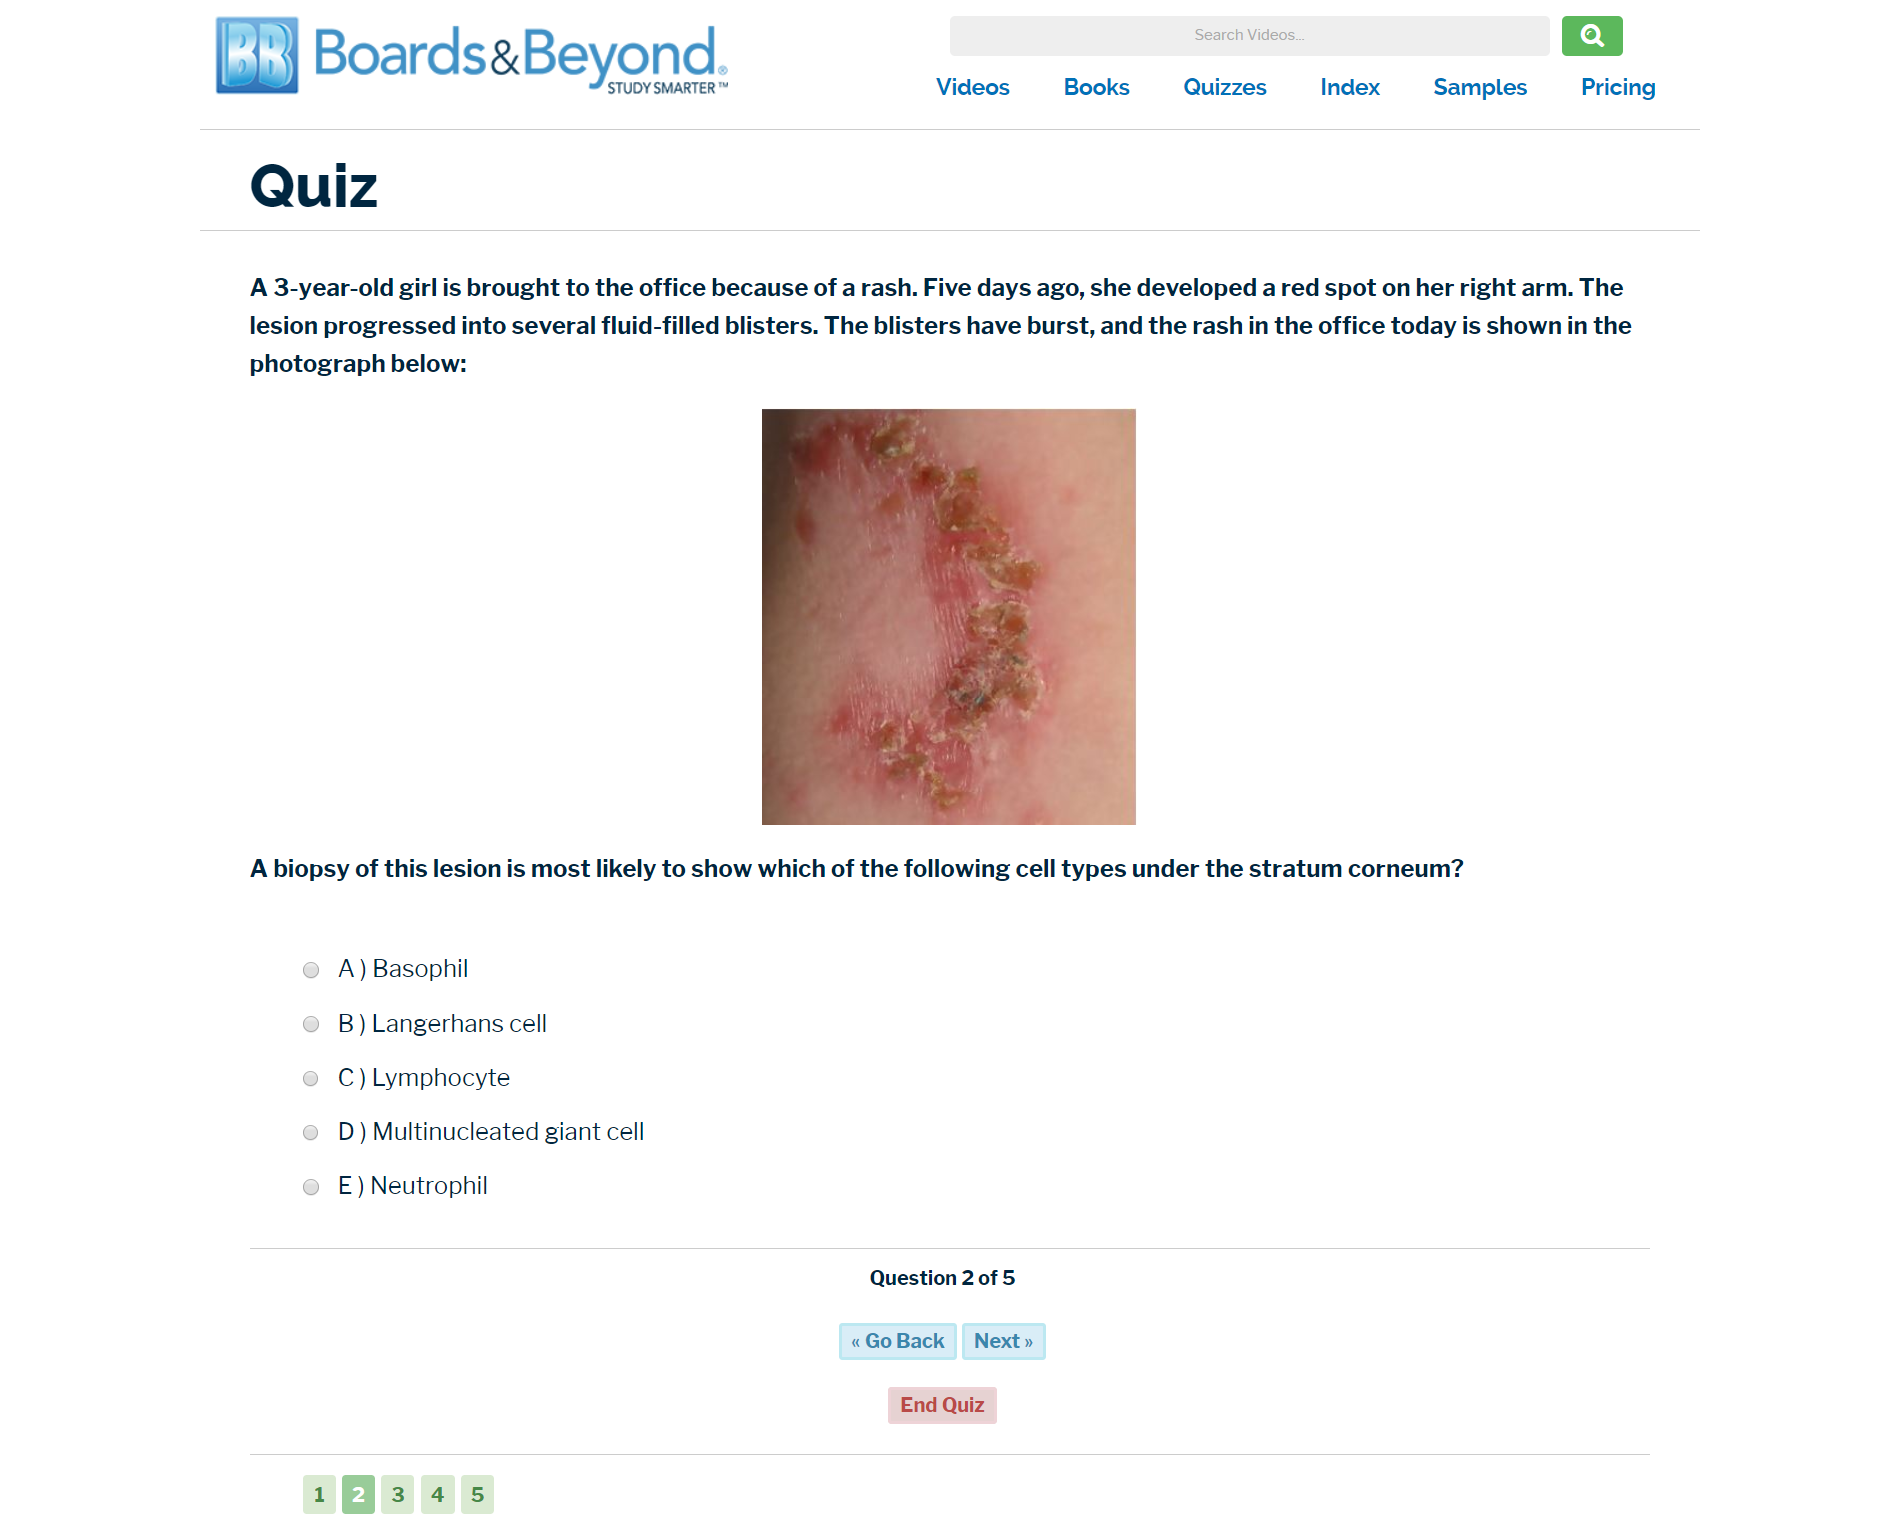 BB Boards&Beyond®
STUDY SMARTER™
Search Videos...
Videos Books Quizzes Index Samples Pricing
Quiz
A 3-year-old girl is brought to the office because of a rash. Five days ago, she developed a red spot on her right arm. The
lesion progressed into several fluid-filled blisters. The blisters have burst, and the rash in the office today is shown in the
photograph below:
A biopsy of this lesion is most likely to show which of the following cell types under the stratum corneum?
A ) Basophil
B ) Langerhans cell
C ) Lymphocyte
D ) Multinucleated giant cell
E ) Neutrophil
Question 2 of 5
« Go Back Next »
End Quiz
1 2 3 4 5